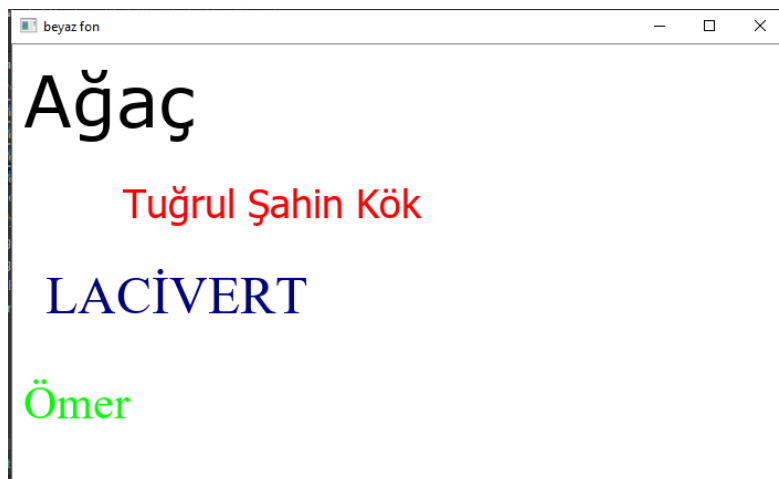 beyaz fon
Ağaç
Tuğrul Şahin Kök
LACİVERT
Ömer